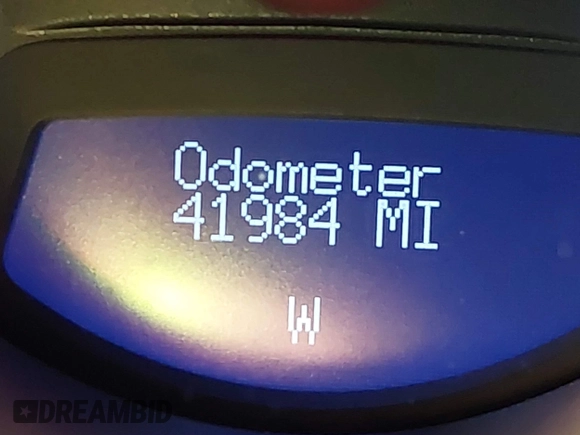 Odometer
41984 MI
W
DREAMBID